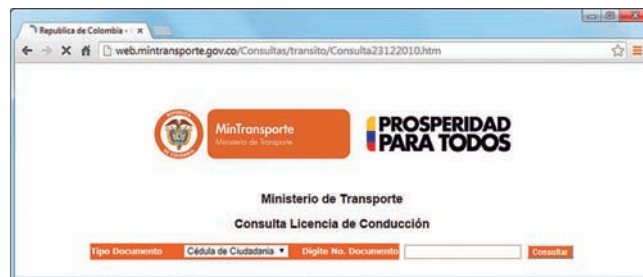 Republica de Colombia -
web.mintransporte.gov.co/Consultas/transito/Consulta23122010.htm
MinTransporte
Ministerio de Transporte
PROSPERIDAD
PARA TODOS
Ministerio de Transporte
Consulta Licencia de Conducción
Tipo Documento Cédula de Ciudadania Digite No. Documento Consultar